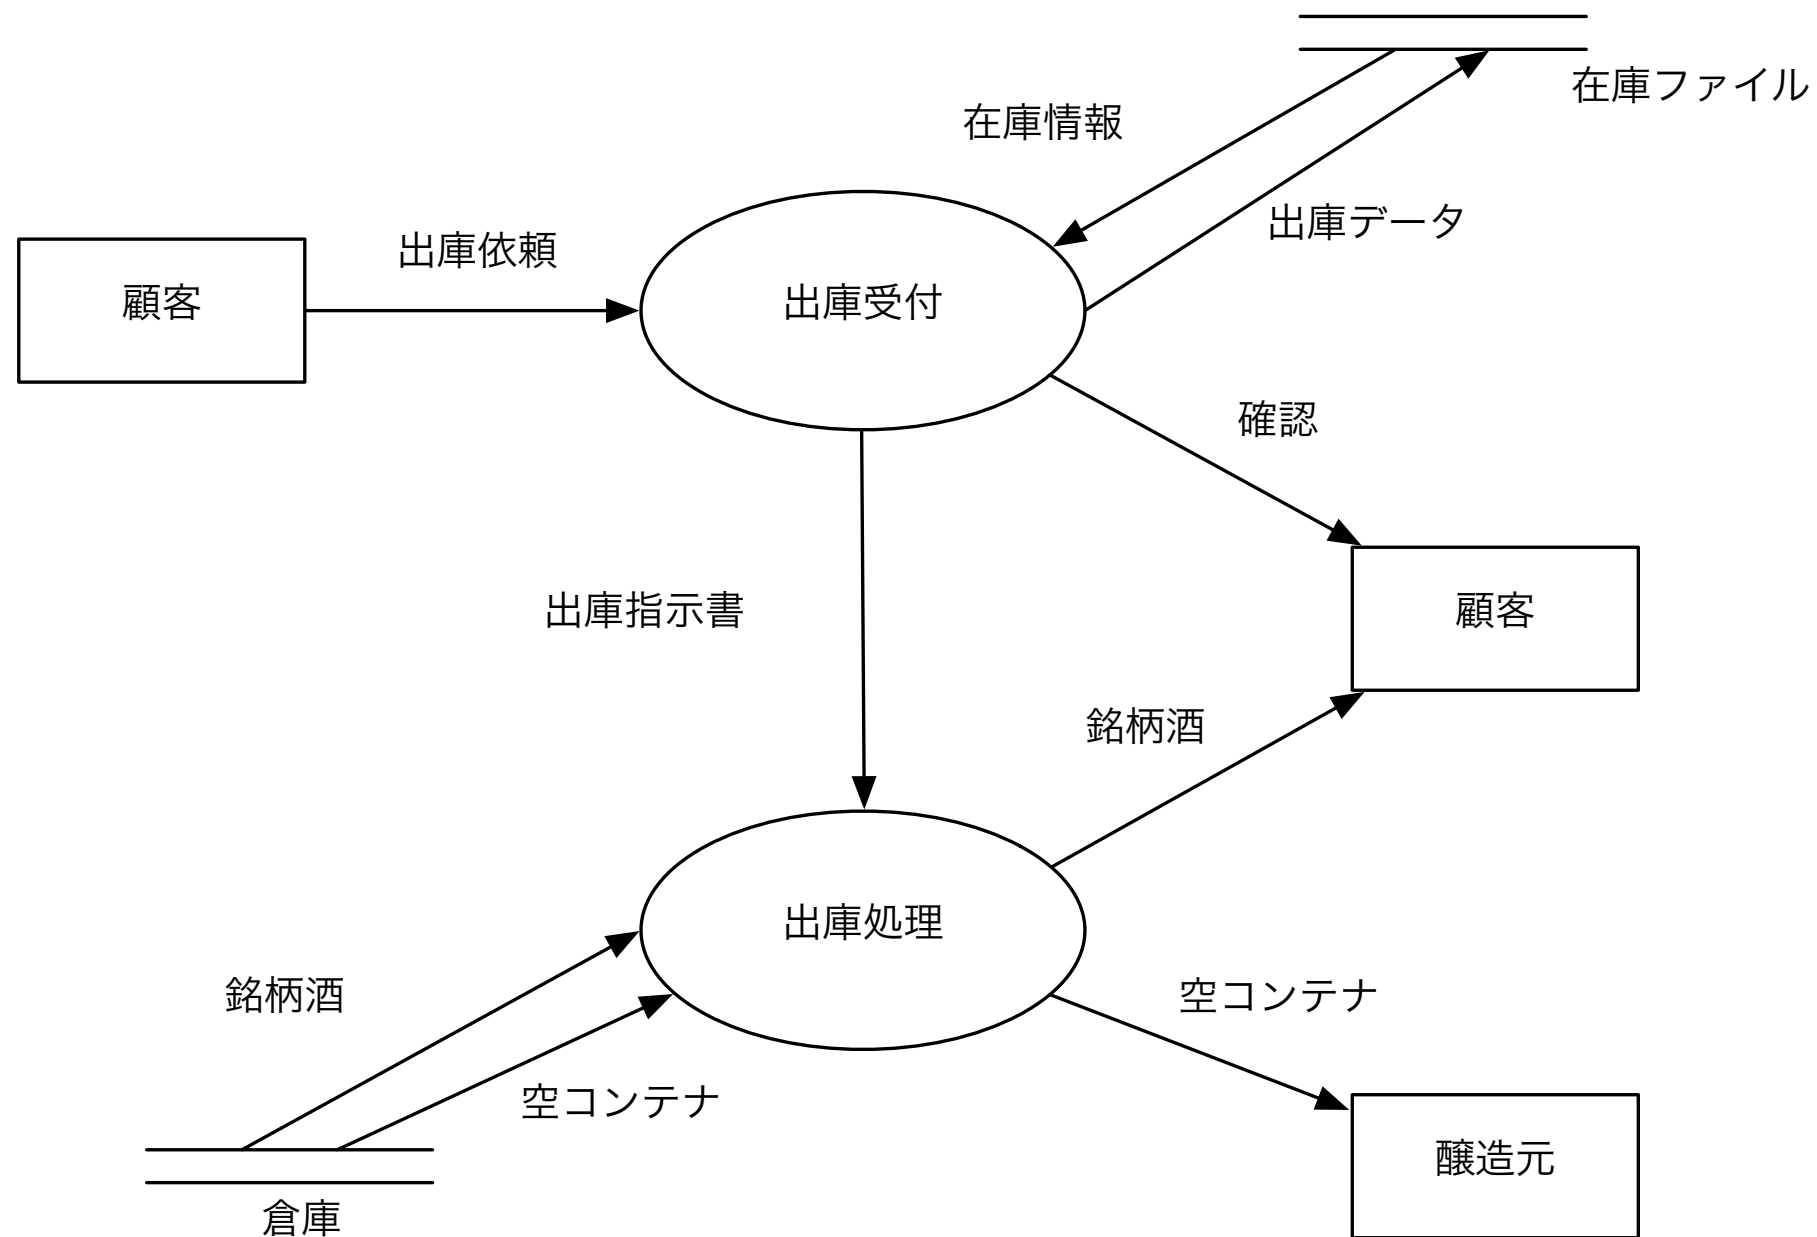 在庫ファイル
在庫情報
出庫データ
出庫依頼
顧客
出庫受付
確認
出庫指示書
顧客
銘柄酒
出庫処理
銘柄酒
空コンテナ
空コンテナ
醸造元
倉庫